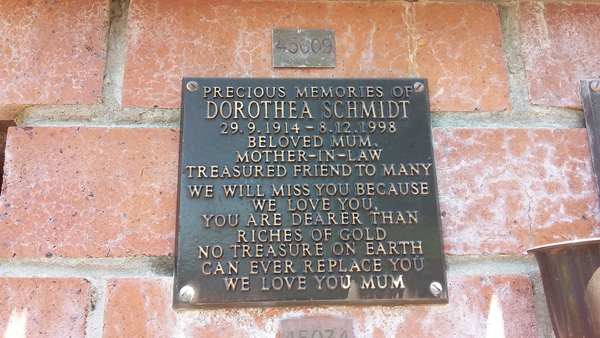 45009
PRECIOUS MEMORIES OF
DOROTHEA SCHMIDT
29.9.1914 – 8.12.1998
BELOVED MUM,
MOTHER-IN-LAW
TREASURED FRIEND TO MANY
WE WILL MISS YOU BECAUSE
WE LOVE YOU,
YOU ARE DEARER THAN
RICHES OF GOLD
NO TREASURE ON EARTH
CAN EVER REPLACE YOU
WE LOVE YOU MUM
45034